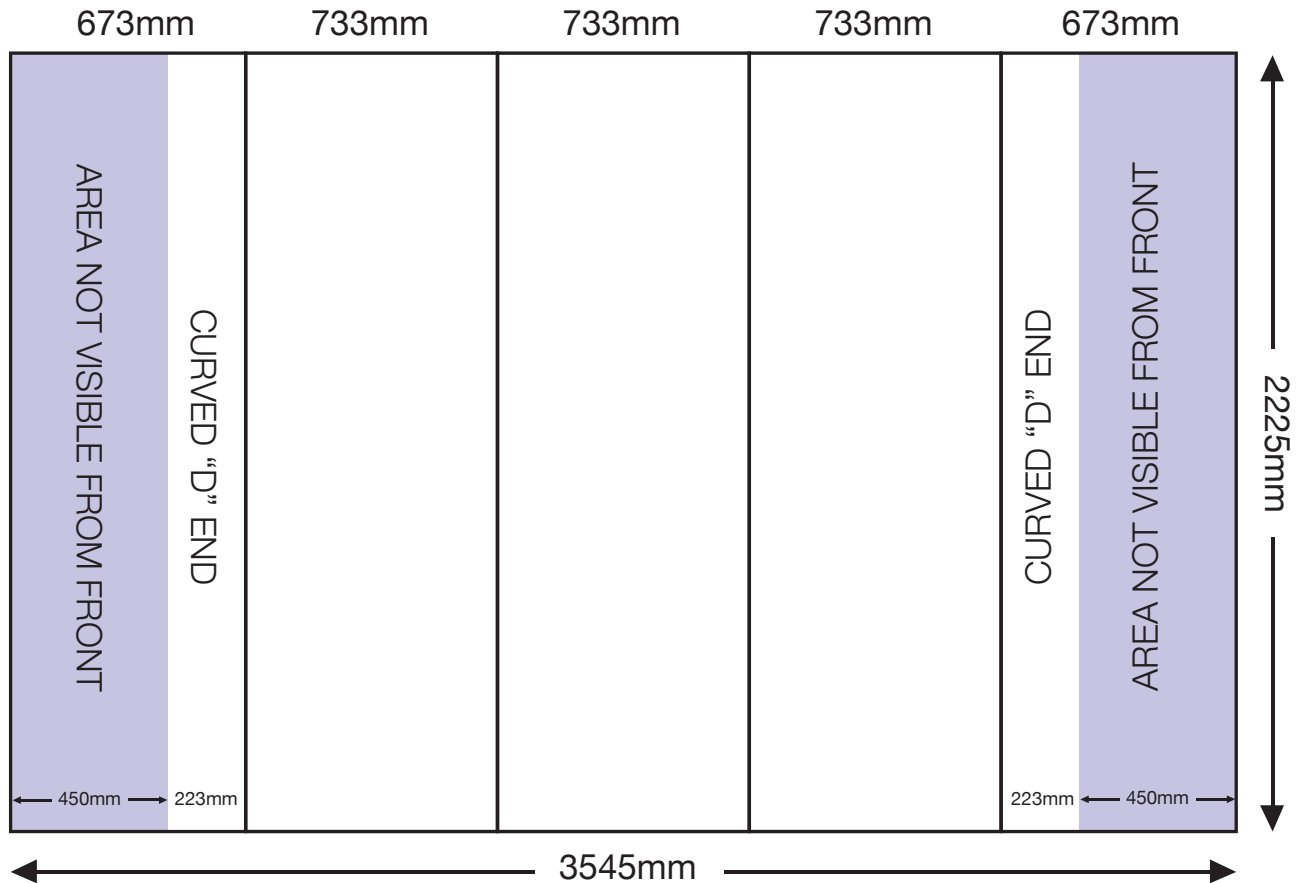 673mm
733mm
733mm
733mm
673mm
AREA NOT VISIBLE FROM FRONT
CURVED “D” END
CURVED “D” END
AREA NOT VISIBLE FROM FRONT
2225mm
450mm
223mm
223mm
450mm
3545mm